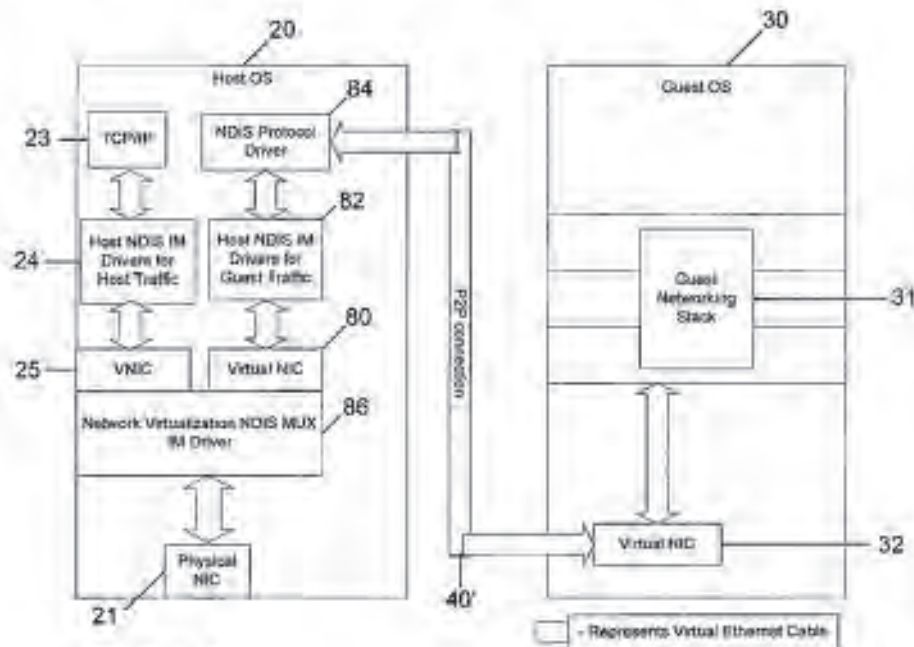 20
30
Host OS
Guest OS
84
23
TCP/IP
NDIS Protocol
Driver
82
24
Host NDIS IM
Drivers for
Host Traffic
Host NDIS IM
Drivers for
Guest Traffic
Guest
Networking
Stack
31
P2P connection
80
25
VNIC
Virtual NIC
86
Network Virtualization NDIS MUX
IM Driver
Physical
NIC
21
Virtual NIC
32
40'
- Represents Virtual Ethernet Cable